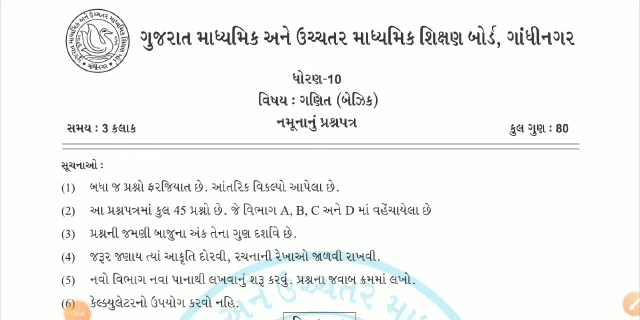 ગુજરાત માધ્યમિક અને ઉચ્ચતર માધ્યમિક શિક્ષણ બોર્ડ, ગાંધીનગર
ધોરણ-10
વિષય : ગણિત (બેઝિક)
નમૂનાનું પ્રશ્નપત્ર
સમય : 3 કલાક
કુલ ગુણ : 80
સૂચનાઓ :
(1) બધા જ પ્રશ્નો ફરજિયાત છે. આંતરિક વિકલ્પો આપેલા છે.
(2) આ પ્રશ્નપત્રમાં કુલ 45 પ્રશ્નો છે. જે વિભાગ A, B, C અને D માં વહેંચાયેલા છે
(3) પ્રશ્નની જમણી બાજુના અંક તેના ગુણ દર્શાવે છે.
(4) જરૂર જણાય ત્યાં આકૃતિ દોરવી, રચનાની રેખાઓ જાળવી રાખવી.
(5) નવો વિભાગ નવા પાનાથી લખવાનું શરૂ કરવું. પ્રશ્નના જવાબ ક્રમમાં લખો.
(6) કેલ્ક્યુલેટરનો ઉપયોગ કરવો નહિ.
અને ઉચ્ચતર મા